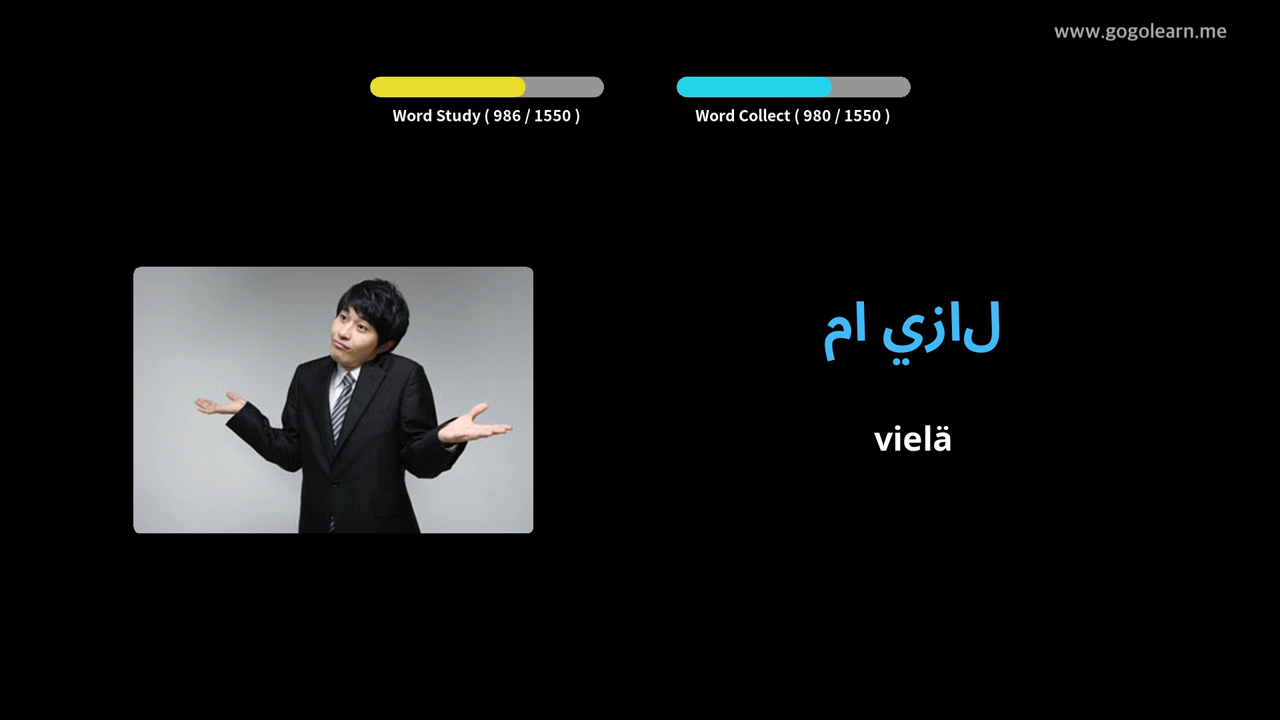 www.gogolearn.me
Word Study ( 986 / 1550 )
Word Collect ( 980 / 1550 )
لازي ام
vielä